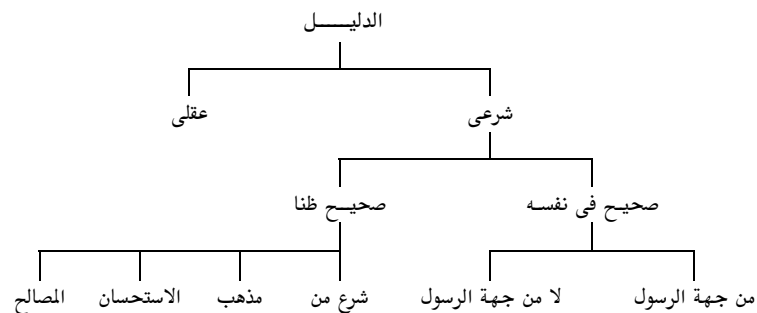 الدليـــــل
شرعى عقلى
صحيـح فى نفسـه صحيـــح ظنا
من جهة الرسول لا من جهة الرسول شرع من مذهب الاستحسان المصالح